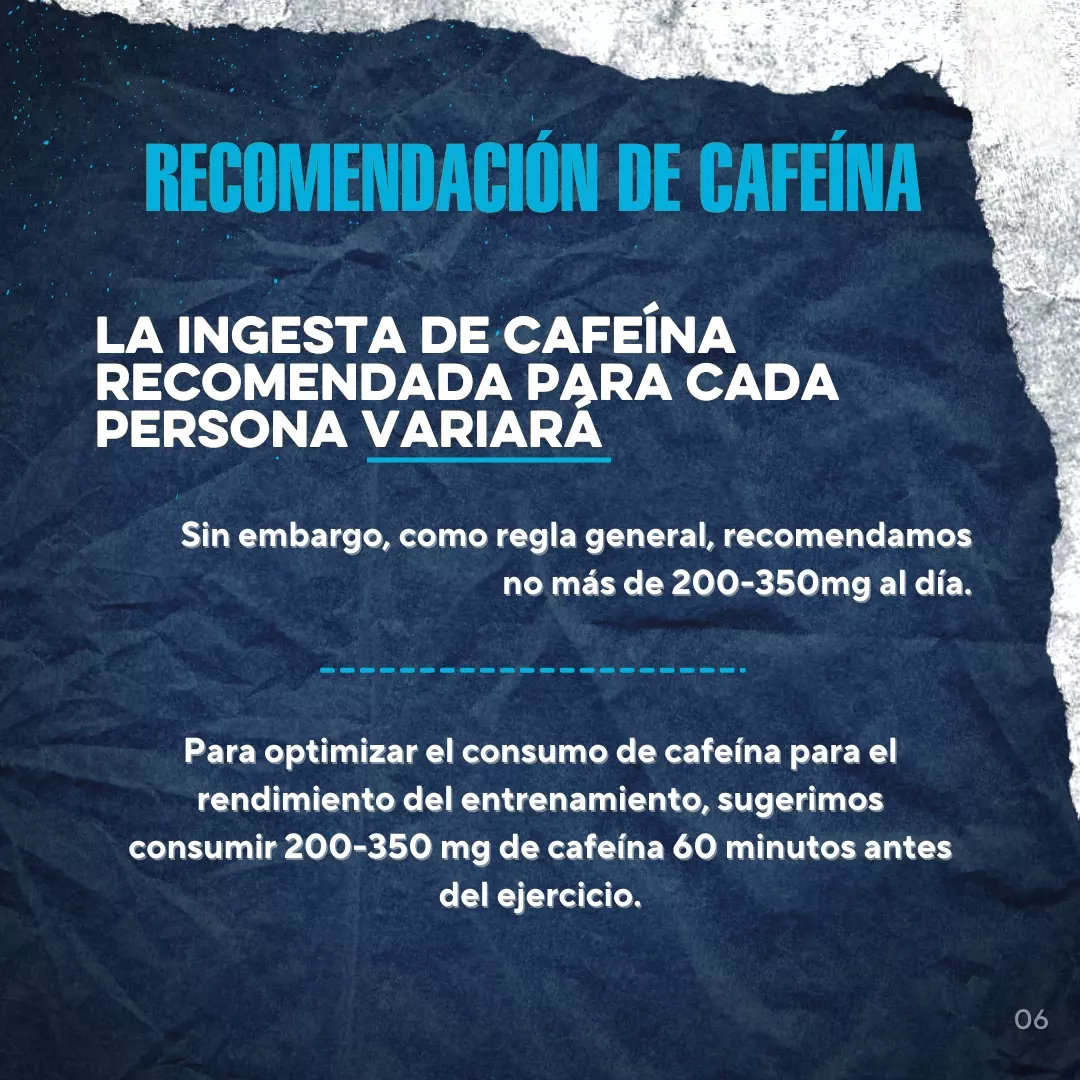 RECOMENDACIÓN DE CAFEÍNA
LA INGESTA DE CAFEÍNA
RECOMENDADA PARA CADA
PERSONA VARIARÁ
Sin embargo, como regla general, recomendamos
no más de 200-350mg al día.
Para optimizar el consumo de cafeína para el
rendimiento del entrenamiento, sugerimos
consumir 200-350 mg de cafeína 60 minutos antes
del ejercicio.
06